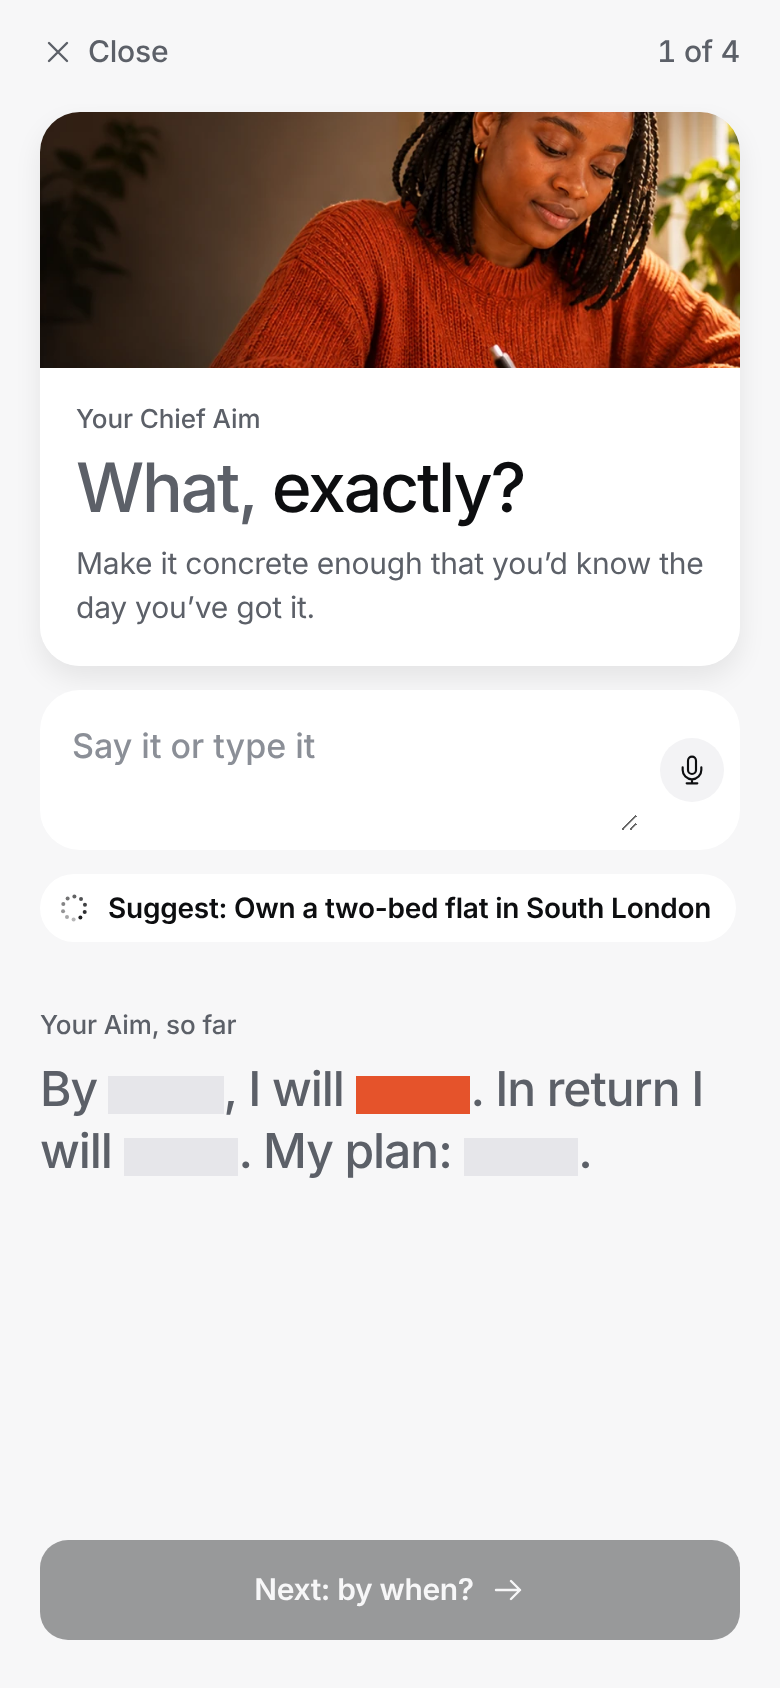 Close
1 of 4
Your Chief Aim
What, exactly?
Make it concrete enough that you’d know the
day you’ve got it.
Say it or type it
Suggest: Own a two-bed flat in South London
Your Aim, so far
By , I will . In return I
will . My plan: .
Next: by when? →